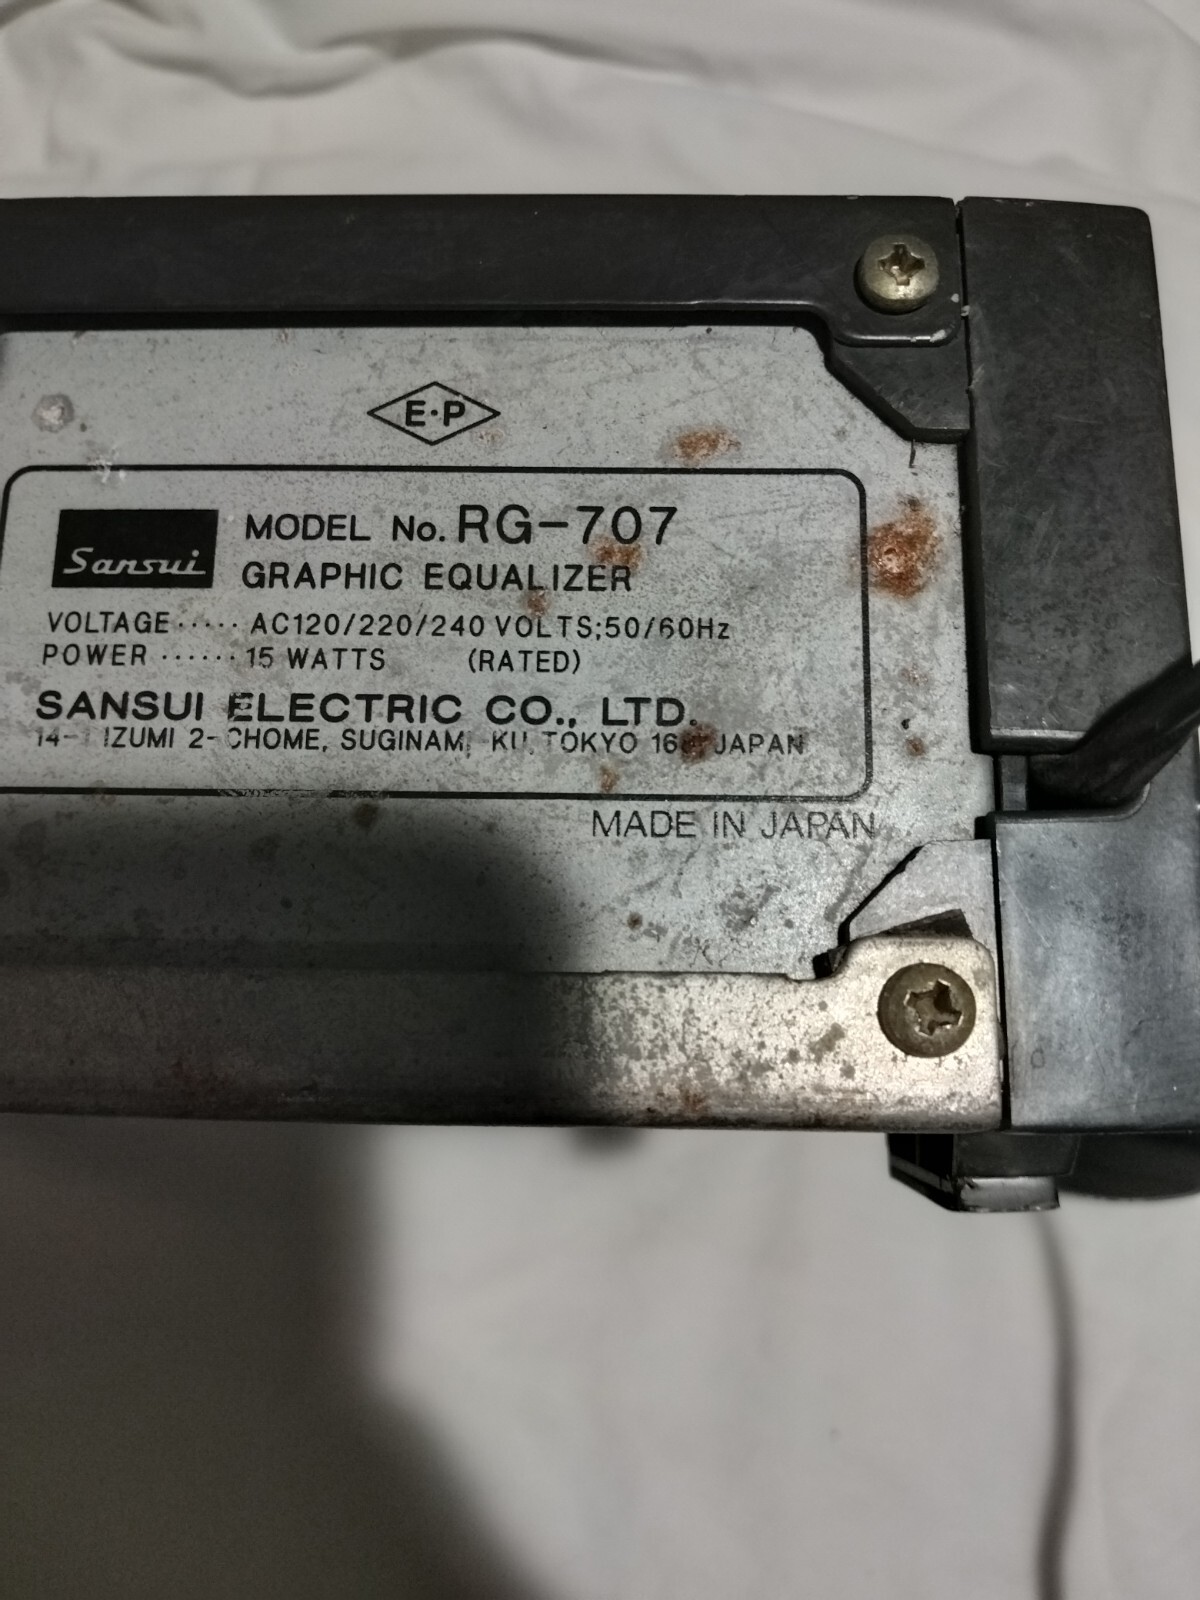 E·P
Sansui
MODEL No. RG-707
GRAPHIC EQUALIZER
VOLTAGE ····· AC120/220/240 VOLTS;50/60Hz
POWER ······ 15 WATTS (RATED)
SANSUI ELECTRIC CO., LTD.
IZUMI 2-CHOME, SUGINAMI KU, TOKYO JAPAN
MADE IN JAPAN